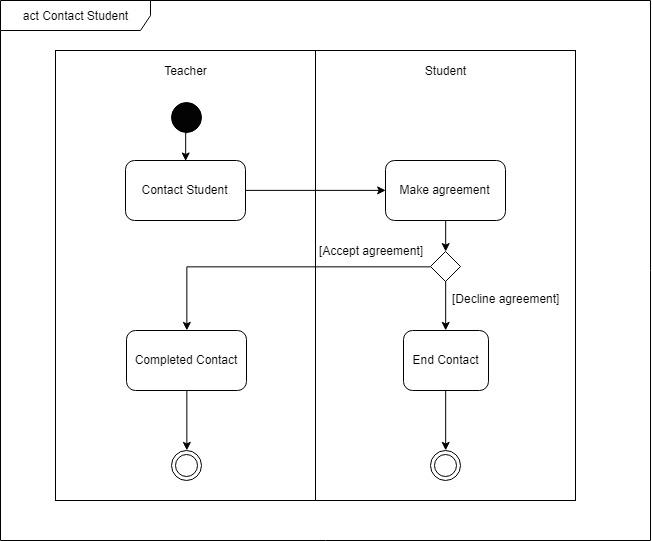 act Contact Student
Teacher
Student
Contact Student
Make agreement
[Accept agreement]
[Decline agreement]
Completed Contact
End Contact